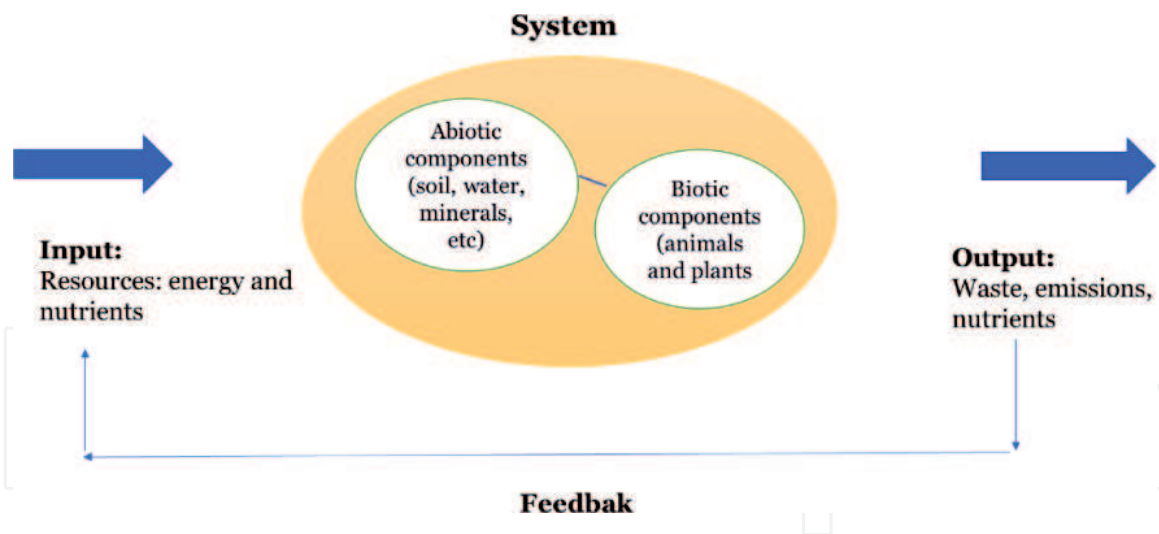 System
Abiotic
components
(soil, water,
minerals,
etc)
Biotic
components
(animals
and plants
Input:
Resources: energy and
nutrients
Output:
Waste, emissions,
nutrients
Feedbak